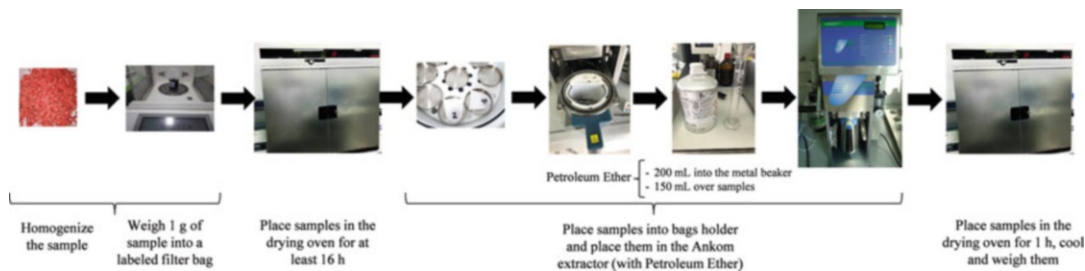 Petroleum Ether
- 200 mL into the metal beaker
- 150 mL over samples
Homogenize
the sample
Weigh 1 g of
sample into a
labeled filter bag
Place samples in the
drying oven for at
least 16 h
Place samples into bags holder
and place them in the Ankom
extractor (with Petroleum Ether)
Place samples in the
drying oven for 1 h, cool
and weigh them